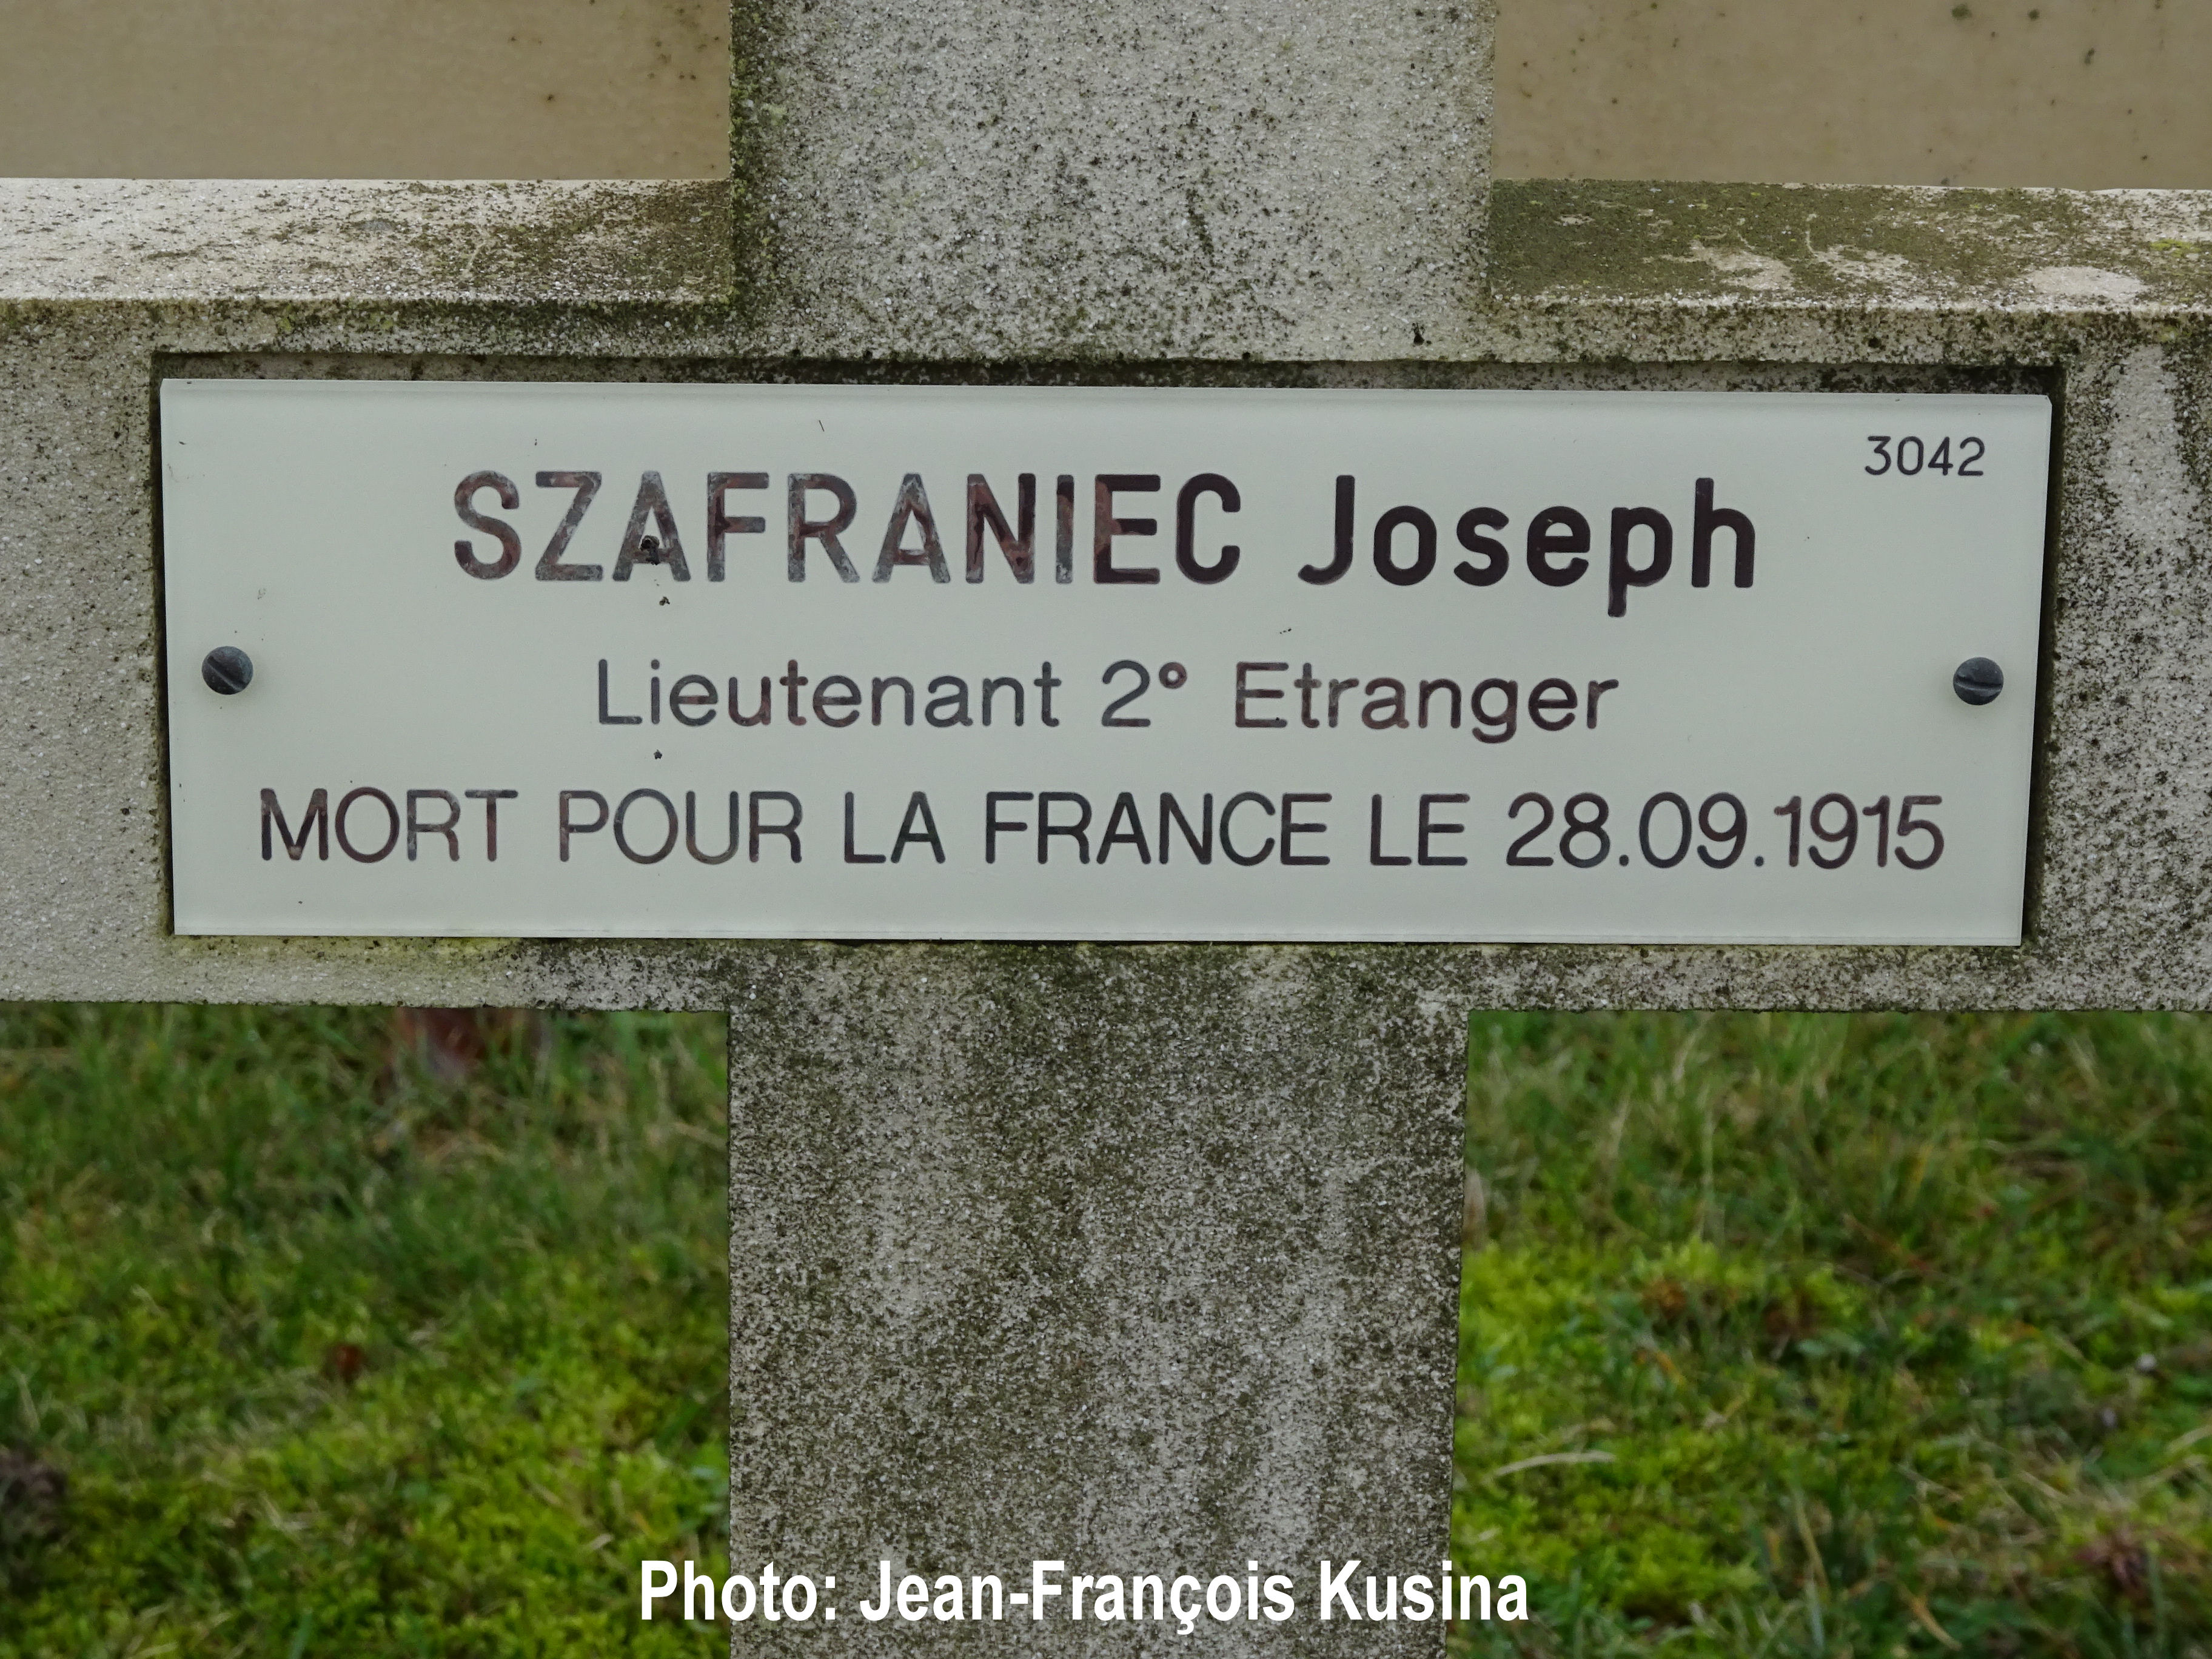 3042
SZAFRANIEC Joseph
Lieutenant 2° Etranger
MORT POUR LA FRANCE LE 28.09.1915
Photo: Jean-François Kusina